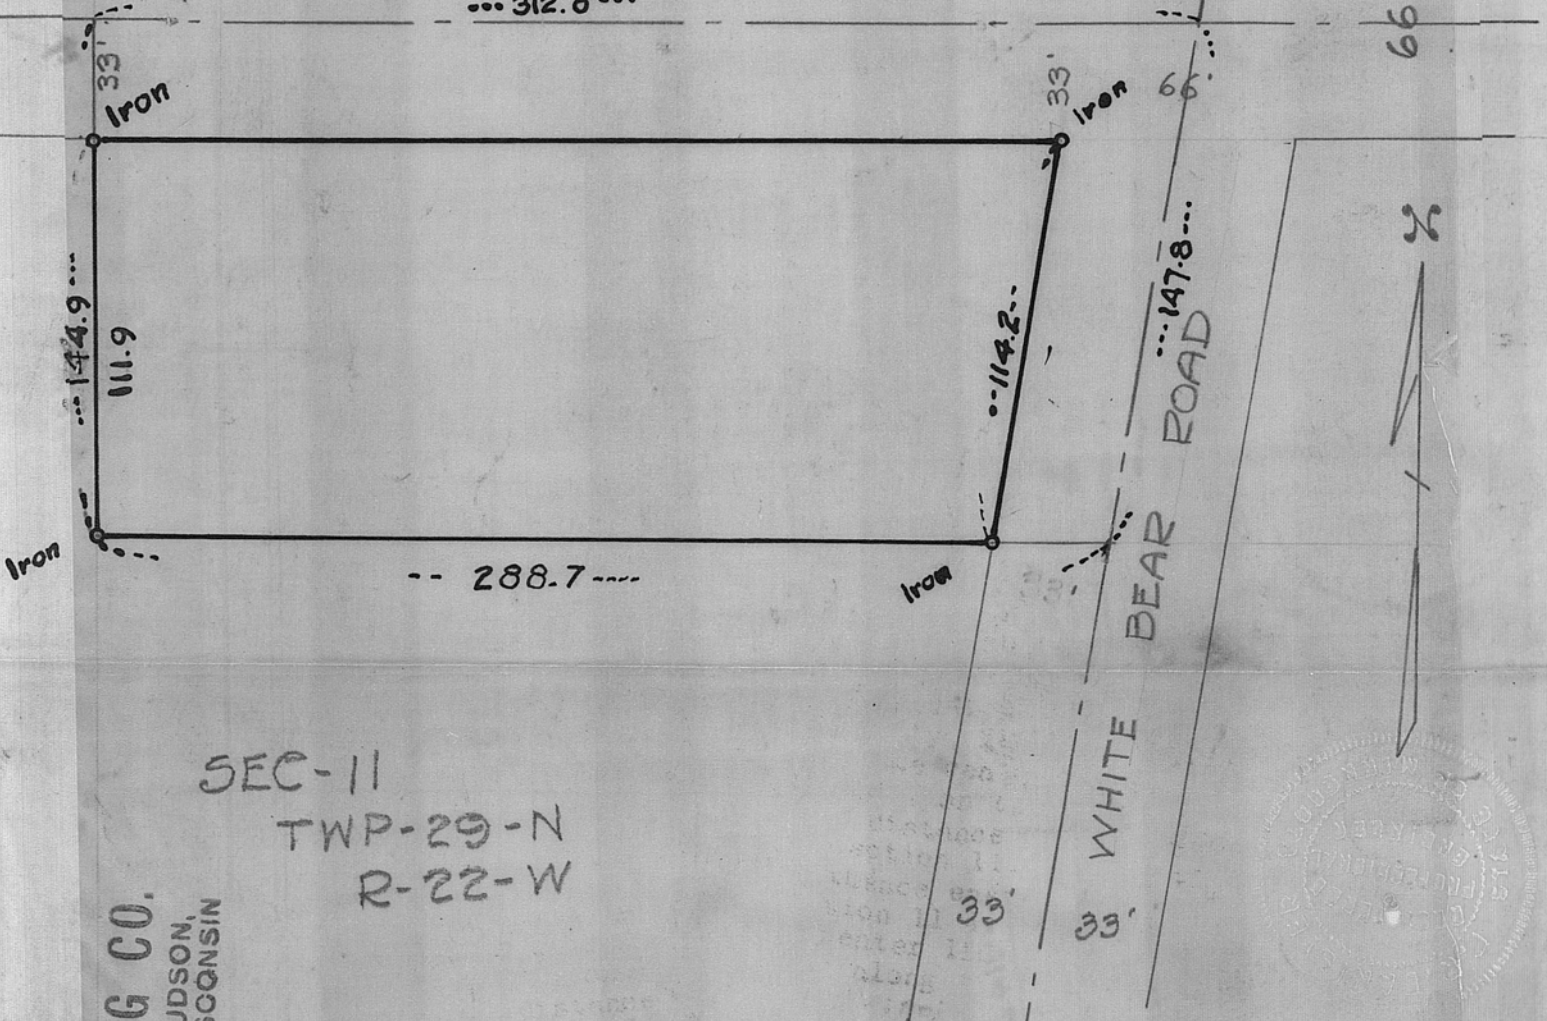 --- 312.8 ---
33'
Iron
33'
Iron
66'
66
--- 144.9 ---
111.9
--114.2--
---147.8---
WHITE BEAR ROAD
Iron
-- 288.7 ----
Iron
SEC-11
TWP-29-N
R-22-W
33'
33'
G CO.
UDSON,
SCONSIN